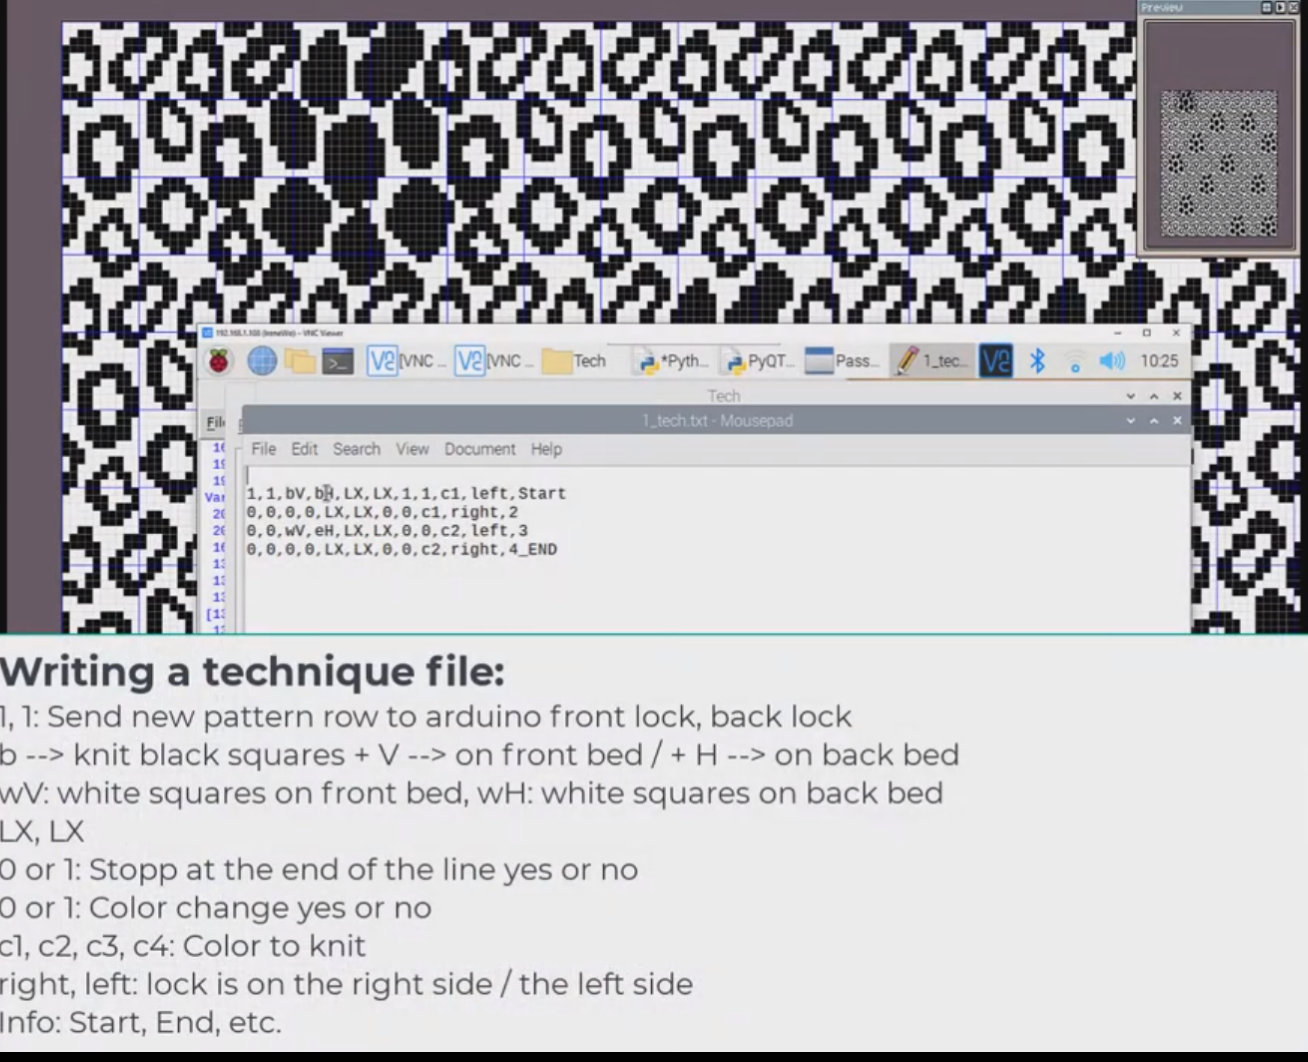 Preview
192.168.1.103 (treneWo) - VNC Viewer
[VNC ...
[VNC ...
Tech
*Pyth...
PyQT...
Pass...
1_tec...
10:25
Tech
1_tech.txt - Mousepad
File Edit Search View Document Help
1,1,bV,bH,LX,LX,1,1,c1,left,Start
0,0,0,0,LX,LX,0,0,c1,right,2
0,0,wV,eH,LX,LX,0,0,c2,left,3
0,0,0,0,LX,LX,0,0,c2,right,4_END
Writing a technique file:
1, 1: Send new pattern row to arduino front lock, back lock
b --> knit black squares + V --> on front bed / + H --> on back bed
wV: white squares on front bed, wH: white squares on back bed
LX, LX
0 or 1: Stopp at the end of the line yes or no
0 or 1: Color change yes or no
c1, c2, c3, c4: Color to knit
right, left: lock is on the right side / the left side
Info: Start, End, etc.